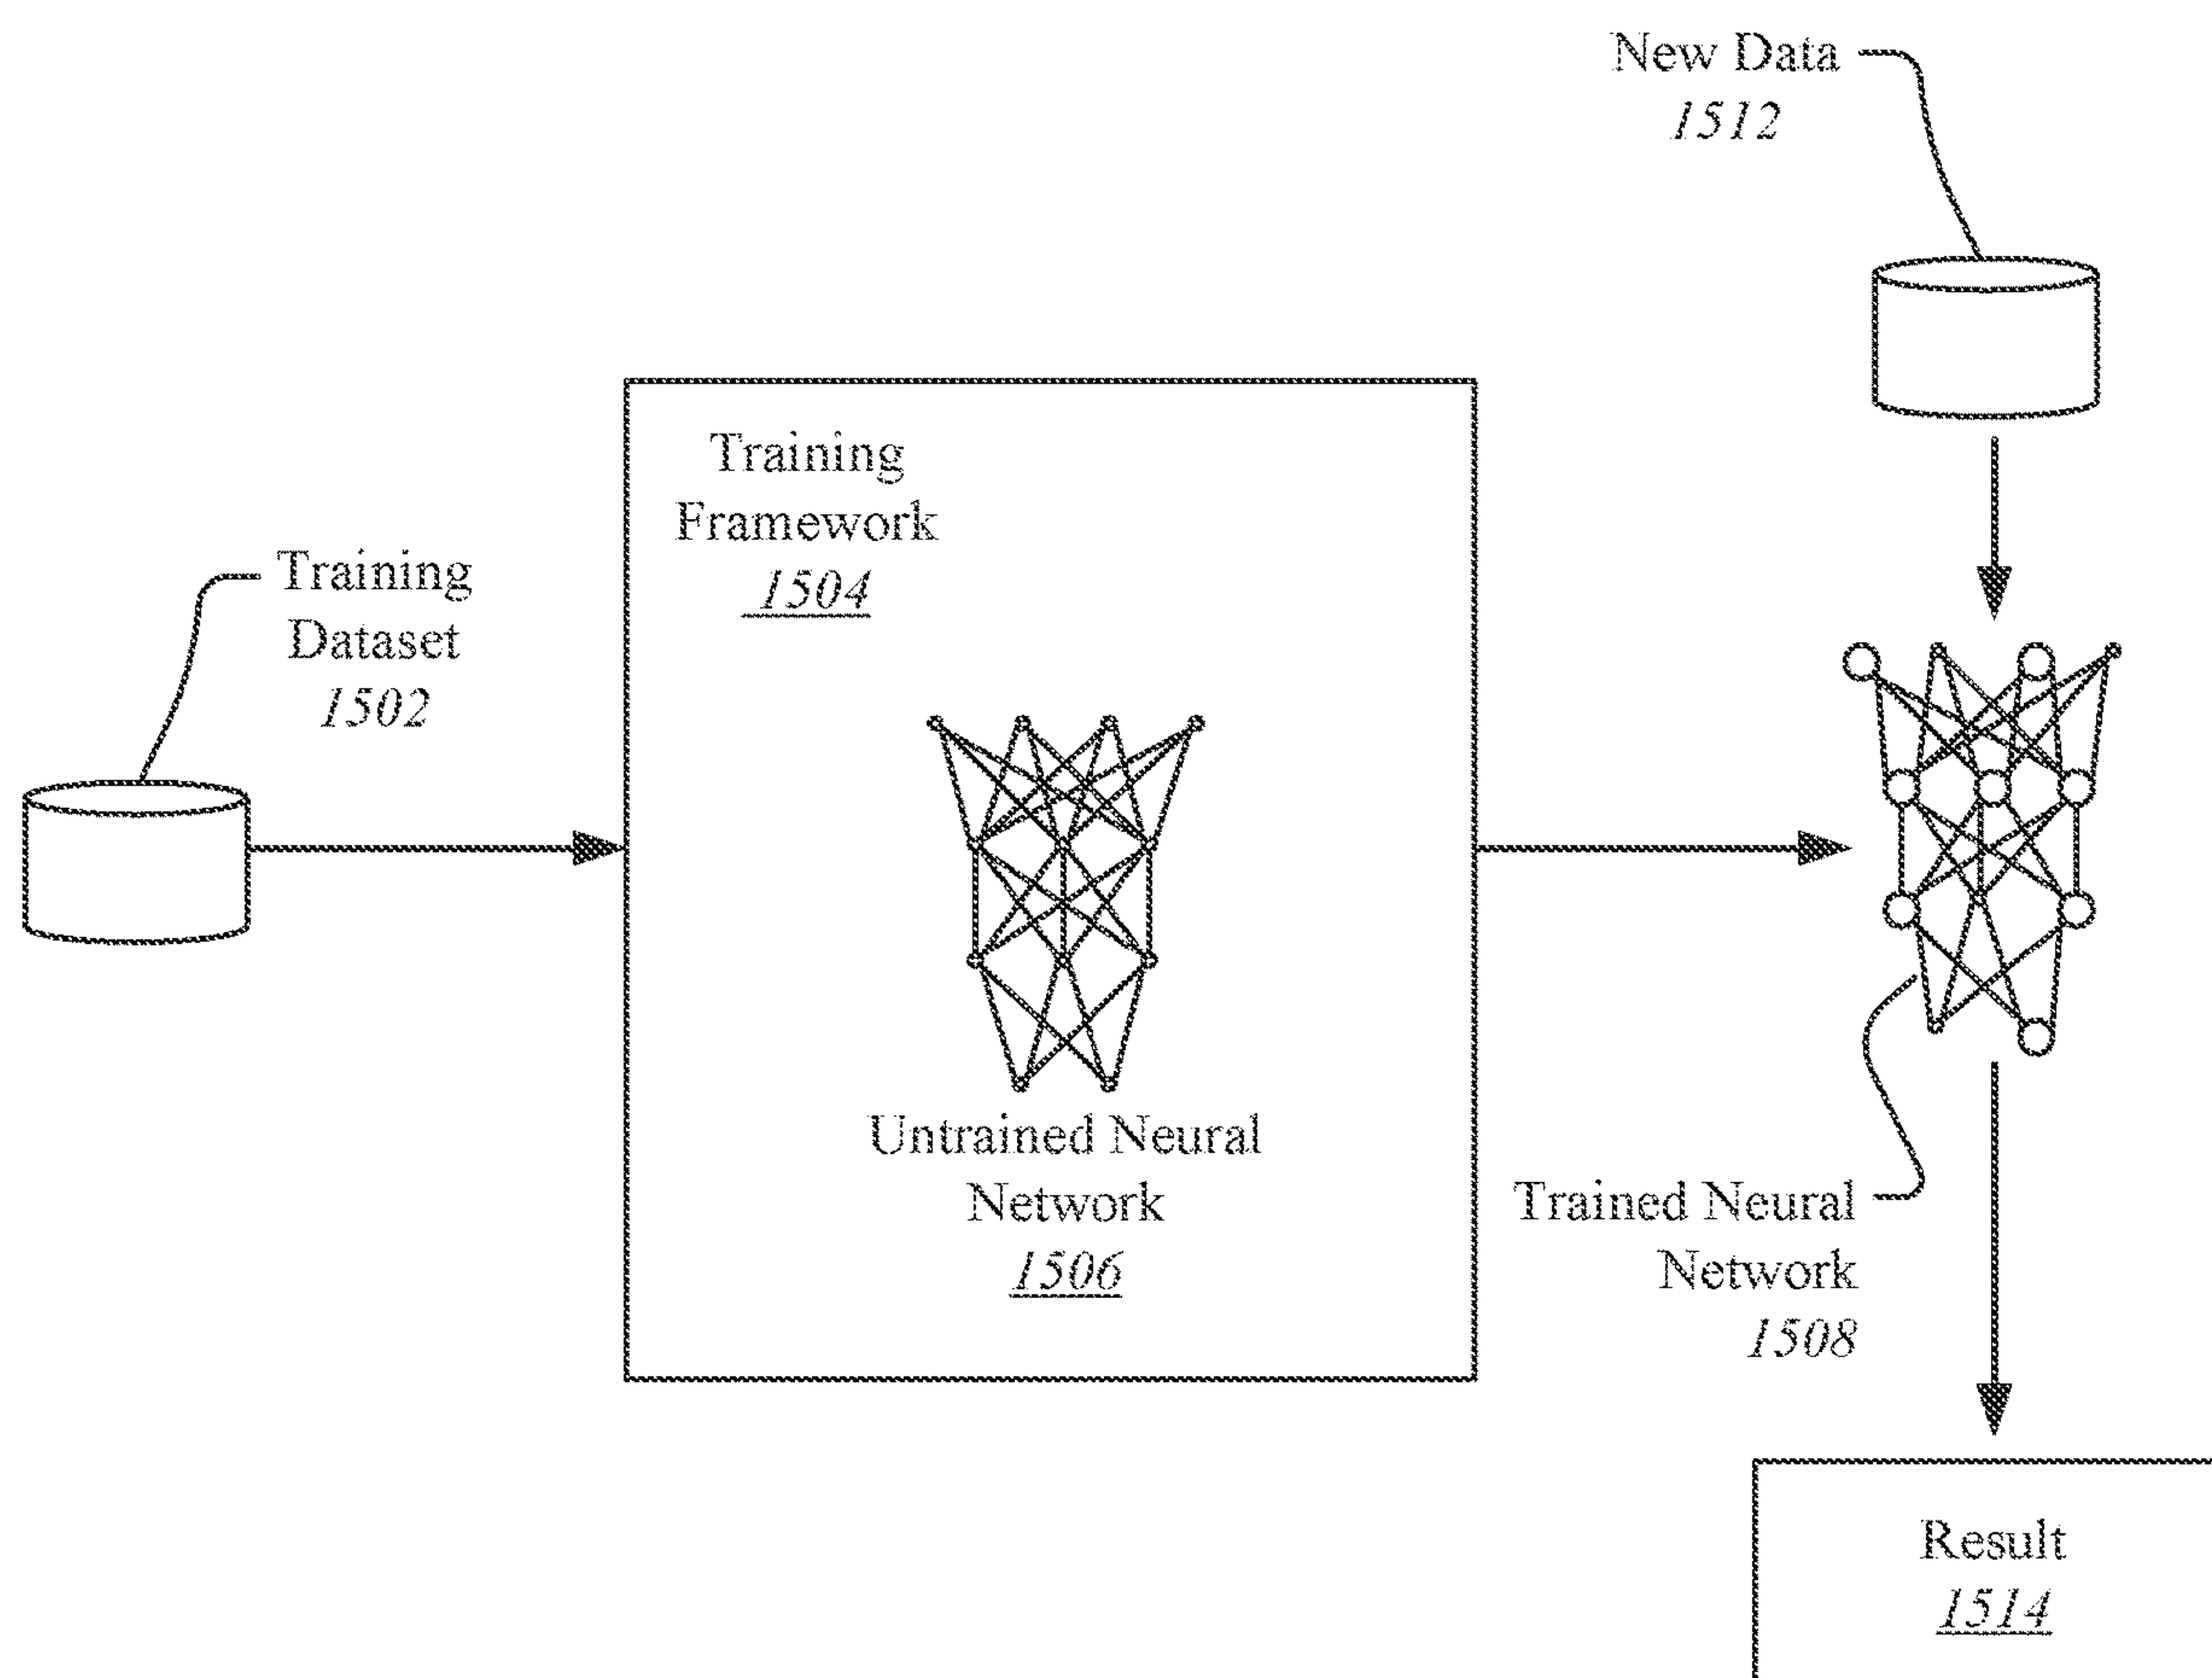 New Data
1512
Training
Framework
1504
Training
Dataset
1502
Untrained Neural
Network
1506
Trained Neural
Network
1508
Result
1514